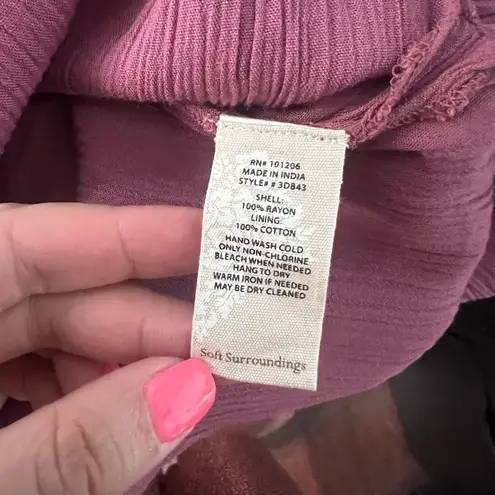 RN# 101206
MADE IN INDIA
STYLE# # 3D843
SHELL:
100% RAYON
LINING:
100% COTTON
HAND WASH COLD
ONLY NON-CHLORINE
BLEACH WHEN NEEDED
HANG TO DRY
WARM IRON IF NEEDED
MAY BE DRY CLEANED
Soft Surroundings